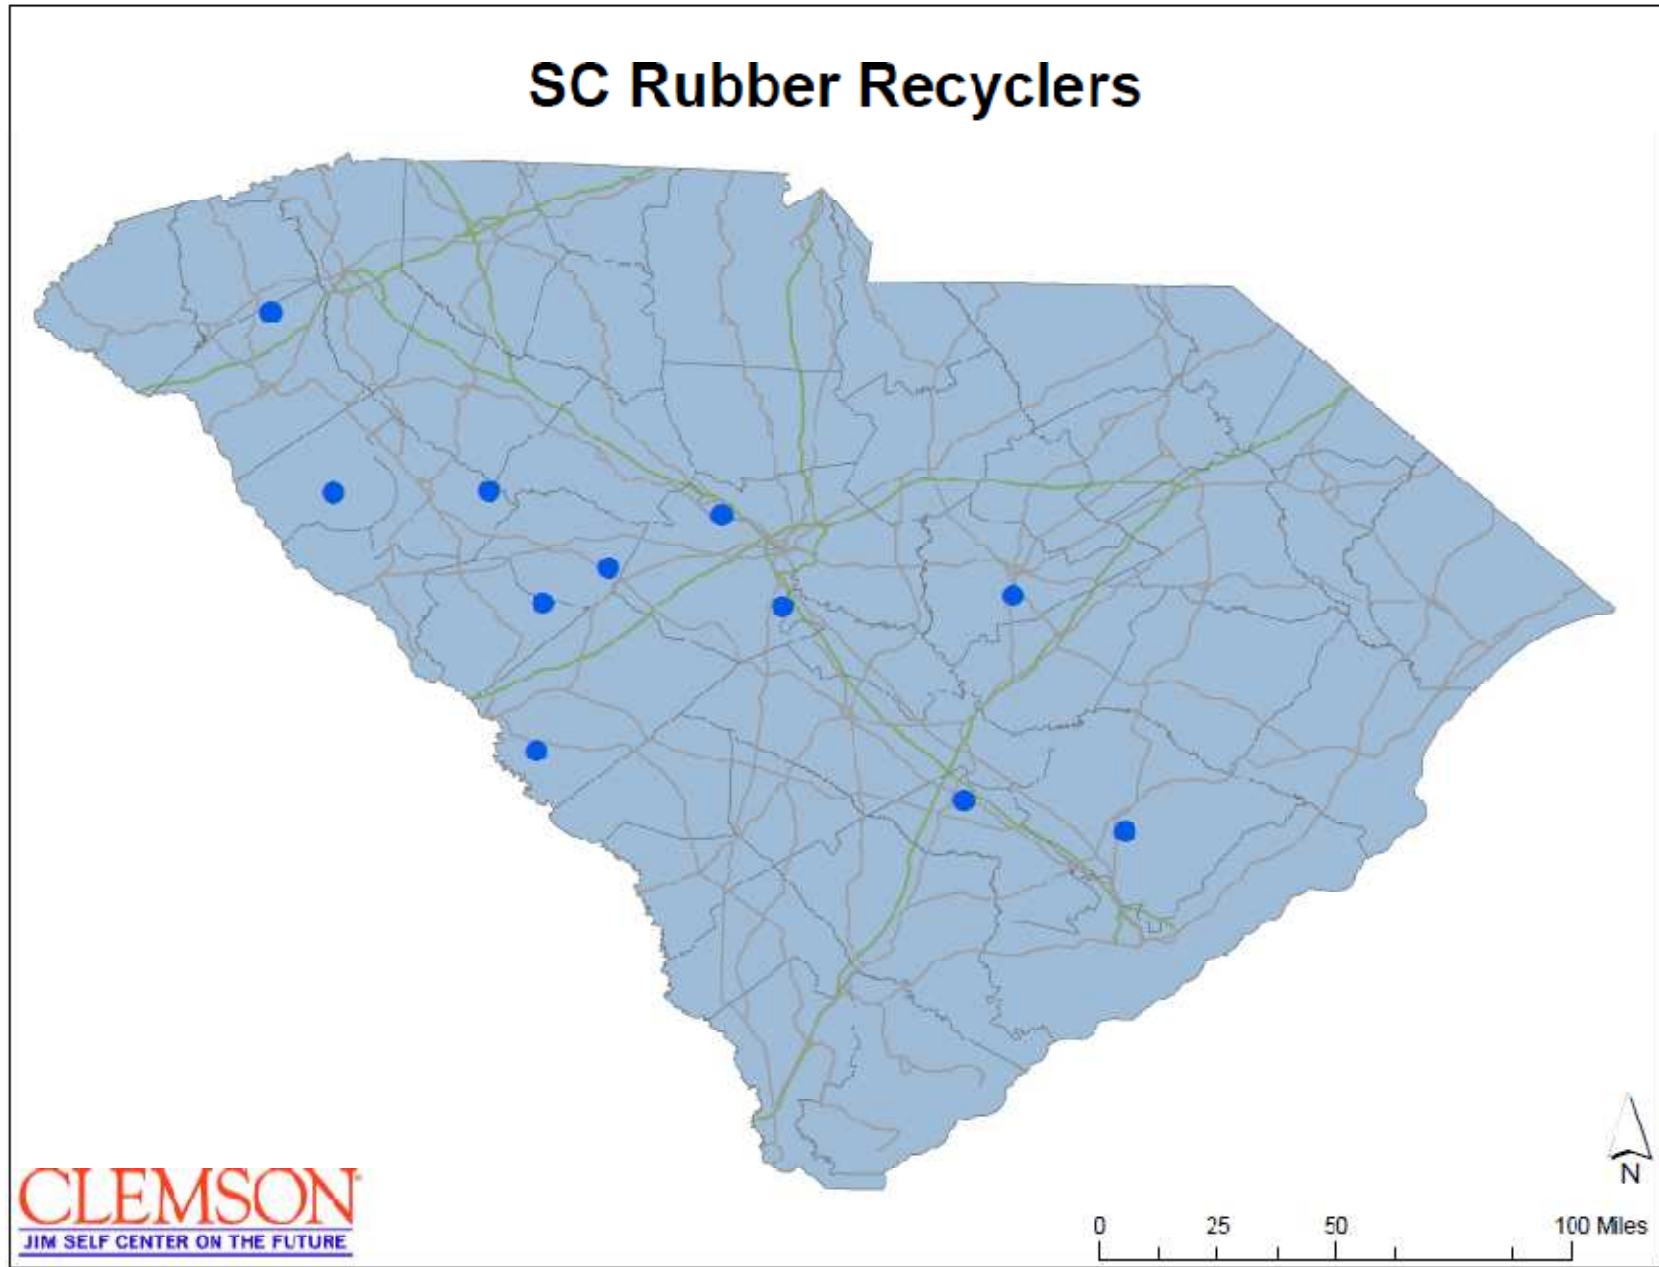 SC Rubber Recyclers
N
CLEMSON
JIM SELF CENTER ON THE FUTURE
0 25 50 100 Miles